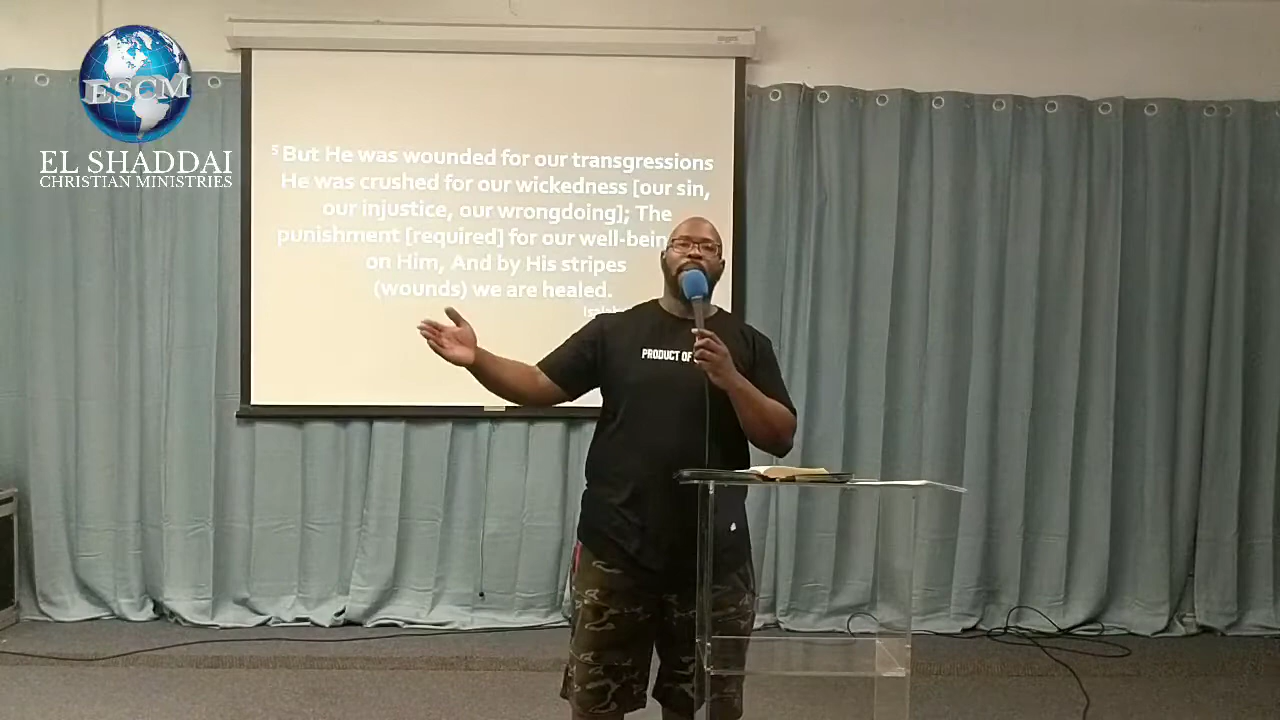 ESCM
EL SHADDAI
CHRISTIAN MINISTRIES
5 But He was wounded for our transgressions
He was crushed for our wickedness [our sin,
our injustice, our wrongdoing]; The
punishment [required] for our well-bein
on Him, And by His stripes
(wounds) we are healed.
PRODUCT OF